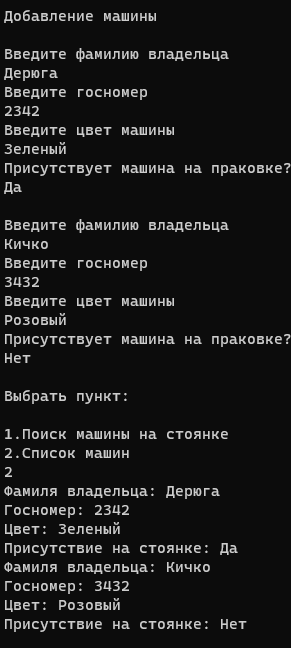 Добавление машины
Введите фамилию владельца
Дерюга
Введите госномер
2342
Введите цвет машины
Зеленый
Присутствует машина на праковке?
Да
Введите фамилию владельца
Кичко
Введите госномер
3432
Введите цвет машины
Розовый
Присутствует машина на праковке?
Нет
Выбрать пункт:
1.Поиск машины на стоянке
2.Список машин
2
Фамиля владельца: Дерюга
Госномер: 2342
Цвет: Зеленый
Присутствие на стоянке: Да
Фамиля владельца: Кичко
Госномер: 3432
Цвет: Розовый
Присутствие на стоянке: Нет